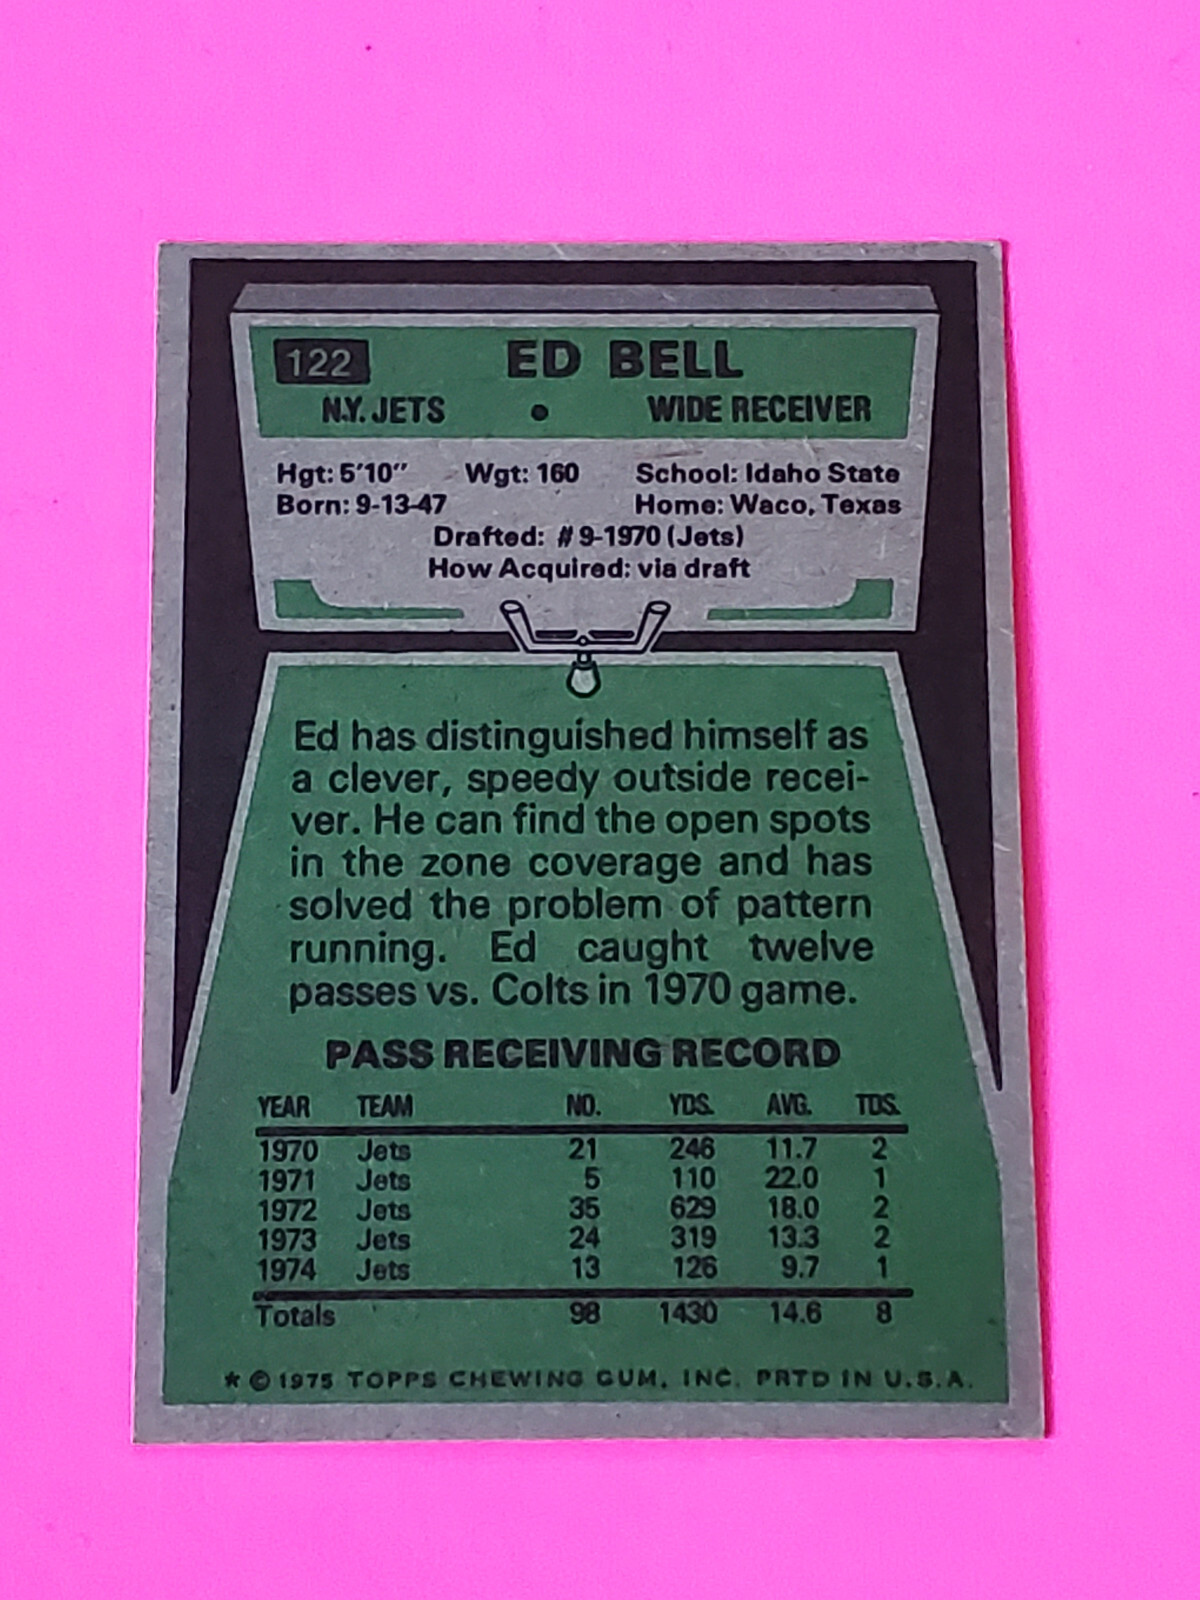 122 ED BELL
N.Y. JETS • WIDE RECEIVER
Hgt: 5'10" Wgt: 160 School: Idaho State
Born: 9-13-47 Home: Waco, Texas
Drafted: #9-1970 (Jets)
How Acquired: via draft
Ed has distinguished himself as
a clever, speedy outside recei-
ver. He can find the open spots
in the zone coverage and has
solved the problem of pattern
running. Ed caught twelve
passes vs. Colts in 1970 game.
PASS RECEIVING RECORD
YEAR TEAM NO. YDS. AVG. TDS.
1970 Jets 21 246 11.7 2
1971 Jets 5 110 22.0 1
1972 Jets 35 629 18.0 2
1973 Jets 24 319 13.3 2
1974 Jets 13 126 9.7 1
Totals 98 1430 14.6 8
* © 1975 TOPPS CHEWING GUM, INC. PRTD IN U.S.A.